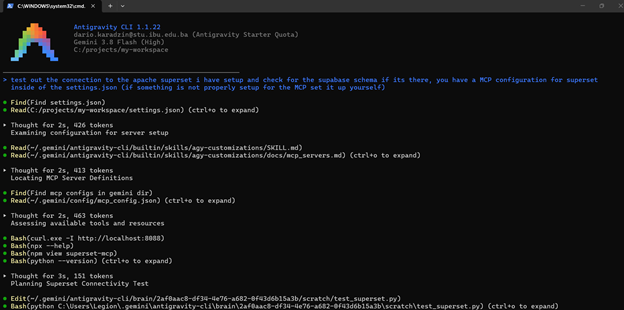 C:\WINDOWS\system32\cmd.
Antigravity CLI 1.1.22
dario.karadzin@stu.ibu.edu.ba (Antigravity Starter Quota)
Gemini 3.8 Flash (High)
C:/projects/my-workspace
> test out the connection to the apache superset i have setup and check for the supabase schema if its there, you have a MCP configuration for superset
inside of the settings.json (if something is not properly setup for the MCP set it up yourself)
● Find(Find settings.json)
● Read(C:/projects/my-workspace/settings.json) (ctrl+o to expand)
▸ Thought for 2s, 426 tokens
Examining configuration for server setup
● Read(~/.gemini/antigravity-cli/builtin/skills/agy-customizations/SKILL.md)
● Read(~/.gemini/antigravity-cli/builtin/skills/agy-customizations/docs/mcp_servers.md) (ctrl+o to expand)
▸ Thought for 2s, 413 tokens
Locating MCP Server Definitions
● Find(Find mcp configs in gemini dir)
● Read(~/.gemini/config/mcp_config.json) (ctrl+o to expand)
▸ Thought for 2s, 463 tokens
Assessing available tools and resources
● Bash(curl.exe -I http://localhost:8088)
● Bash(npx --help)
● Bash(npm view superset-mcp)
● Bash(python --version) (ctrl+o to expand)
▸ Thought for 3s, 151 tokens
Planning Superset Connectivity Test
● Edit(~/.gemini/antigravity-cli/brain/2af0aac8-df34-4e76-a682-0f43d6b15a3b/scratch/test_superset.py)
● Bash(python C:\Users\Legion\.gemini\antigravity-cli\brain\2af0aac8-df34-4e76-a682-0f43d6b15a3b\scratch\test_superset.py) (ctrl+o to expand)